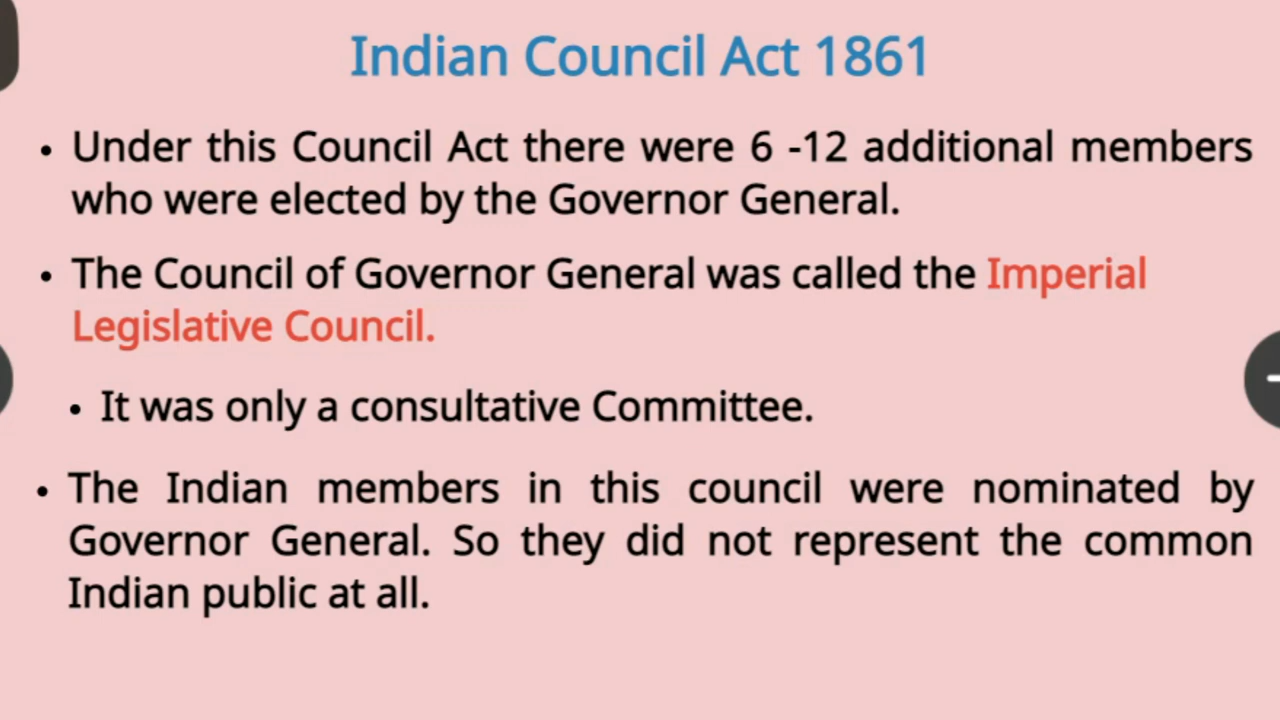 Indian Council Act 1861
• Under this Council Act there were 6 -12 additional members
who were elected by the Governor General.
• The Council of Governor General was called the Imperial
Legislative Council.
• It was only a consultative Committee.
• The Indian members in this council were nominated by
Governor General. So they did not represent the common
Indian public at all.